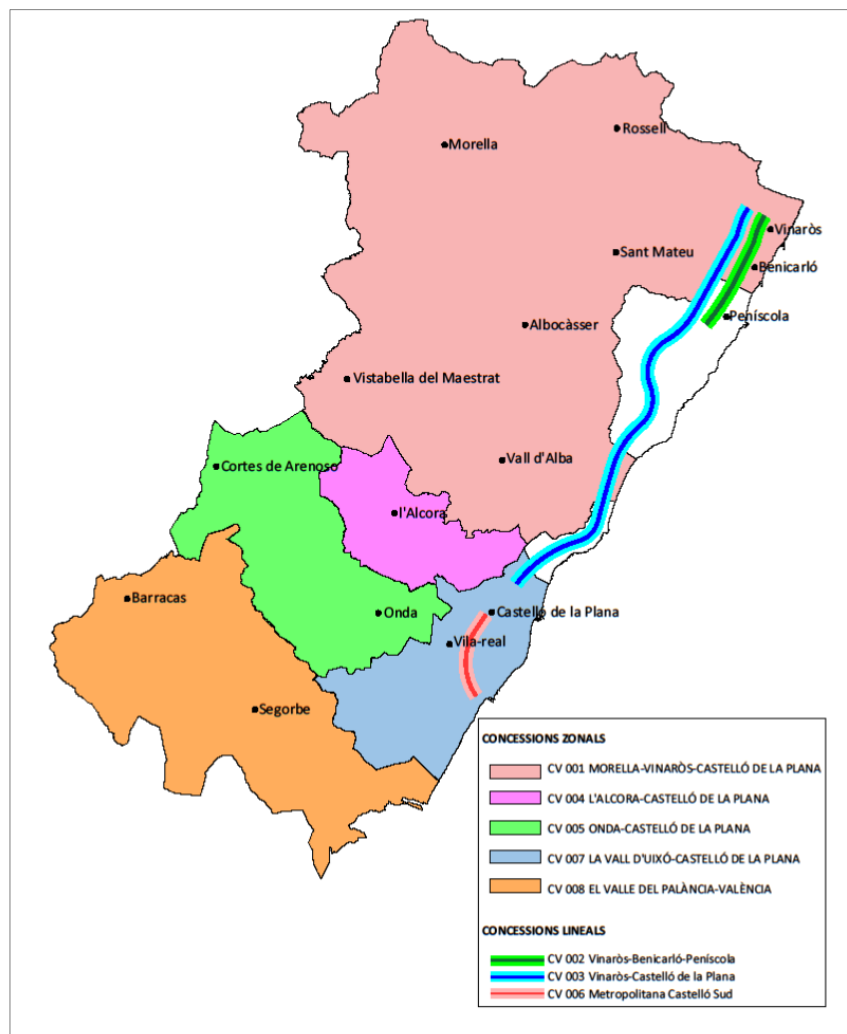 Rossell
Morella
Vinaròs
Sant Mateu
Benicarló
Peníscola
Albocàsser
Vistabella del Maestrat
Vall d'Alba
Cortes de Arenoso
l'Alcora
Barracas
Onda
Castelló de la Plana
Vila-real
Segorbe
CONCESSIONS ZONALS
CV 001 MORELLA-VINARÒS-CASTELLÓ DE LA PLANA
CV 004 L'ALCORA-CASTELLÓ DE LA PLANA
CV 005 ONDA-CASTELLÓ DE LA PLANA
CV 007 LA VALL D'UIXÓ-CASTELLÓ DE LA PLANA
CV 008 EL VALLE DEL PALÀNCIA-VALÈNCIA
CONCESSIONS LINEALS
CV 002 Vinaròs-Benicarló-Peníscola
CV 003 Vinaròs-Castelló de la Plana
CV 006 Metropolitana Castelló Sud